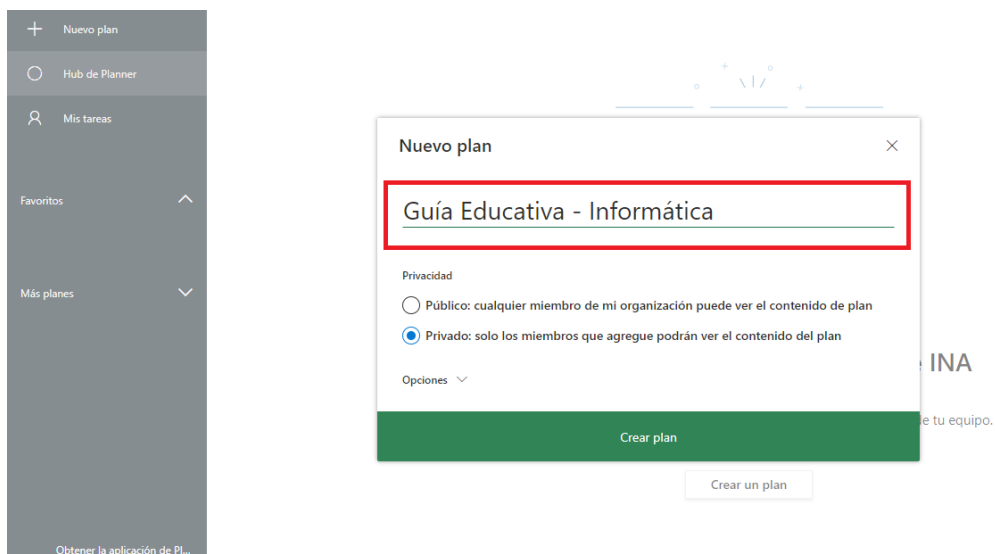 Nuevo plan
Hub de Planner
Mis tareas
Favoritos
Más planes
Obtener la aplicación de Pl...
Nuevo plan
Guía Educativa - Informática
Privacidad
Público: cualquier miembro de mi organización puede ver el contenido de plan
Privado: solo los miembros que agregue podrán ver el contenido del plan
Opciones
Crear plan
INA
de tu equipo.
Crear un plan